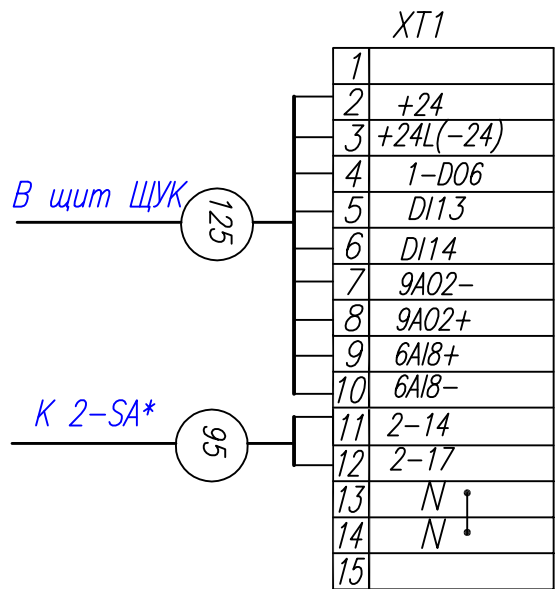 XT1
1
2 +24
3 +24L(-24)
4 1-DO6
5 DI13
6 DI14
7 9AO2-
8 9AO2+
9 6AI8+
10 6AI8-
11 2-14
12 2-17
13 N
14 N
15
В щит ЩУК
125
К 2-SA*
95